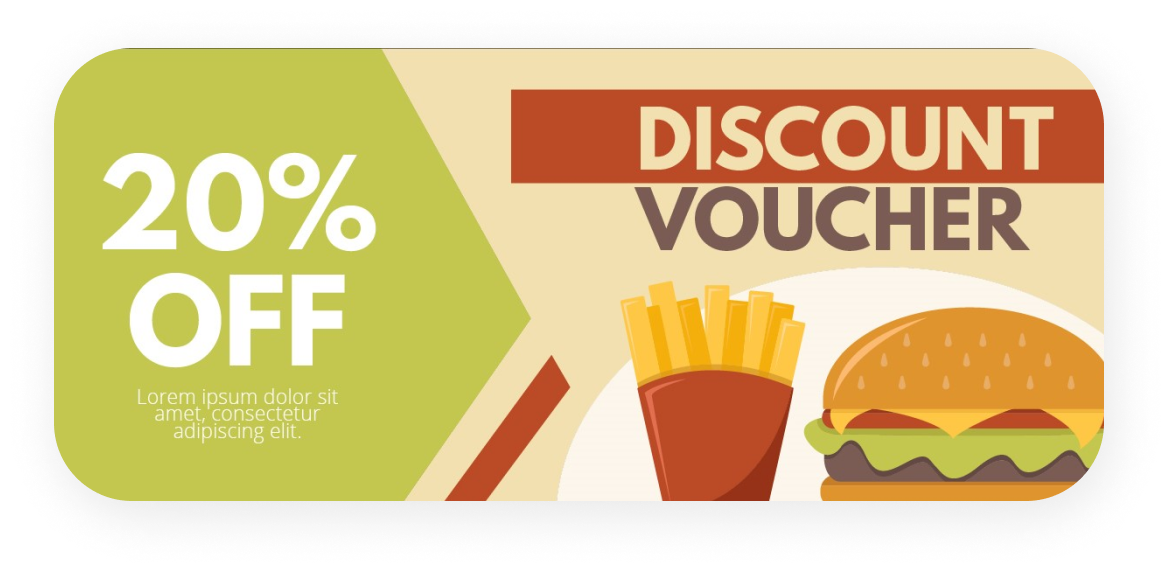 20%
OFF
Lorem ipsum dolor sit
amet, consectetur
adipiscing elit.
DISCOUNT
VOUCHER